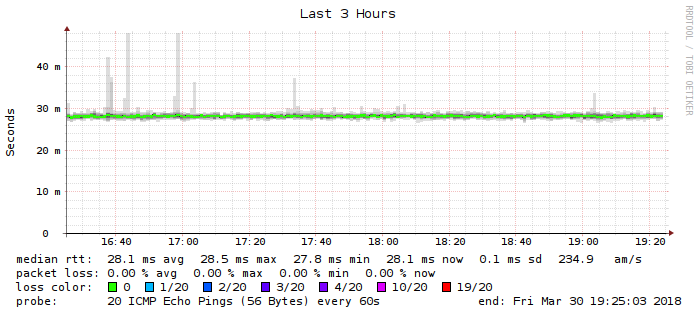 Last 3 Hours
RRDTOOL / TOBI OETIKER
Seconds
40 m
30 m
20 m
10 m
0
16:40 17:00 17:20 17:40 18:00 18:20 18:40 19:00 19:20
median rtt: 28.1 ms avg 28.5 ms max 27.8 ms min 28.1 ms now 0.1 ms sd 234.9 am/s
packet loss: 0.00 % avg 0.00 % max 0.00 % min 0.00 % now
loss color: 0 1/20 2/20 3/20 4/20 10/20 19/20
probe: 20 ICMP Echo Pings (56 Bytes) every 60s end: Fri Mar 30 19:25:03 2018